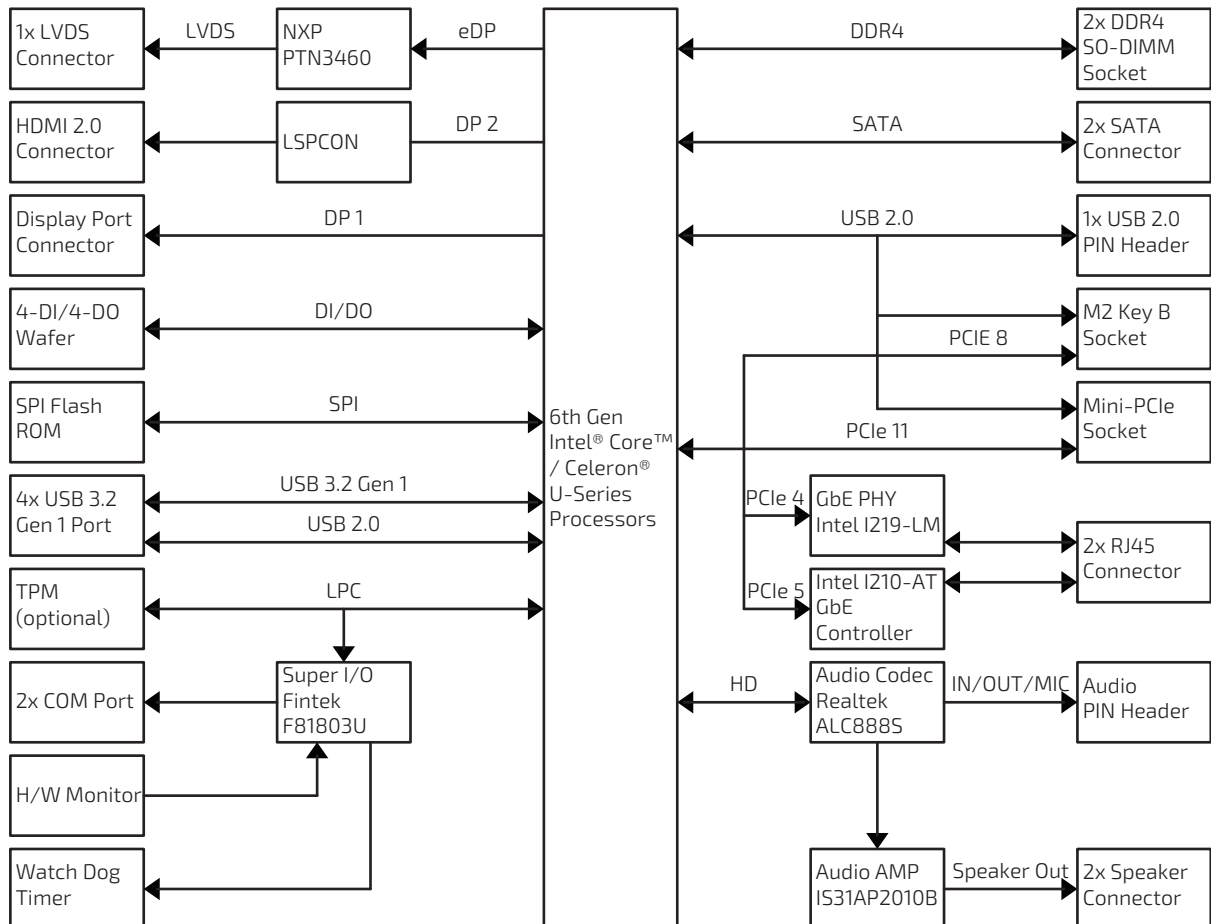 1x LVDS
Connector
LVDS
NXP
PTN3460
eDP
HDMI 2.0
Connector
LSPCON
DP 2
Display Port
Connector
DP 1
4-DI/4-DO
Wafer
DI/DO
SPI Flash
ROM
SPI
4x USB 3.2
Gen 1 Port
USB 3.2 Gen 1
USB 2.0
TPM
(optional)
LPC
2x COM Port
Super I/O
Fintek
F81803U
H/W Monitor
Watch Dog
Timer
6th Gen
Intel® Core™
/ Celeron®
U-Series
Processors
DDR4
2x DDR4
SO-DIMM
Socket
SATA
2x SATA
Connector
USB 2.0
1x USB 2.0
PIN Header
M2 Key B
Socket
PCIE 8
Mini-PCIe
Socket
PCIe 11
PCIe 4
GbE PHY
Intel I219-LM
2x RJ45
Connector
PCIe 5
Intel I210-AT
GbE
Controller
HD
Audio Codec
Realtek
ALC888S
IN/OUT/MIC
Audio
PIN Header
Audio AMP
IS31AP2010B
Speaker Out
2x Speaker
Connector